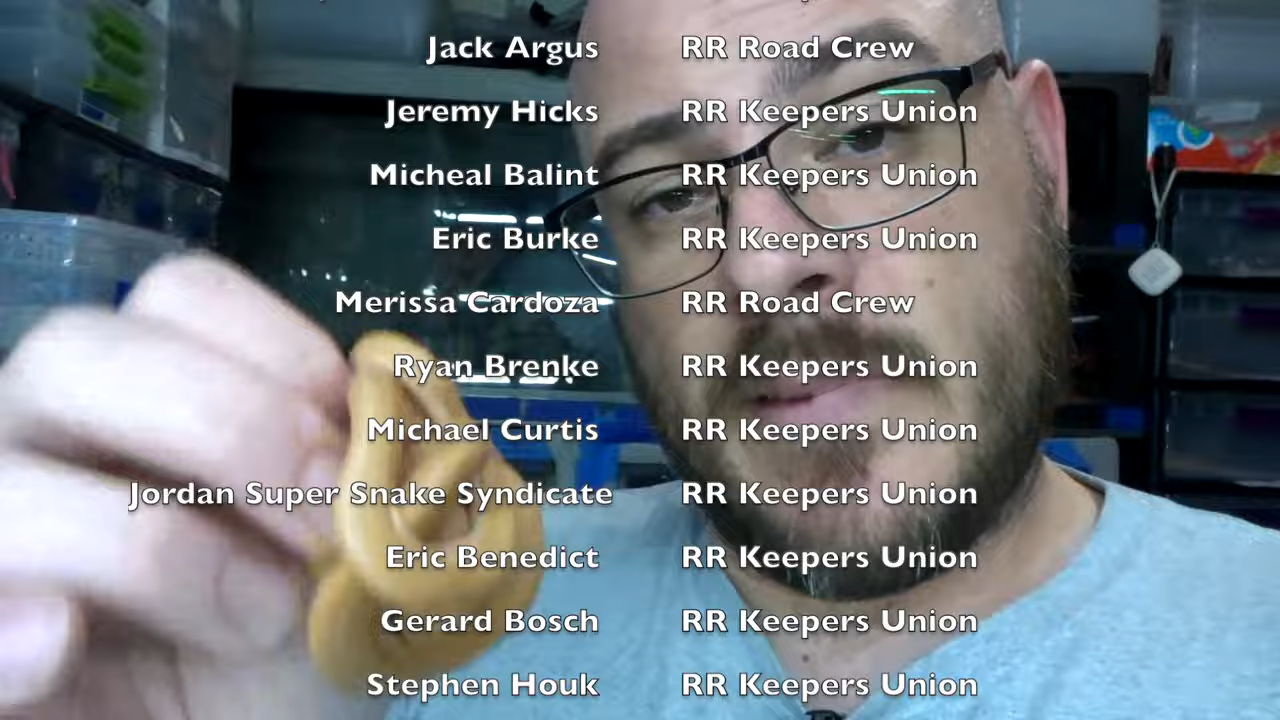 Jack Argus RR Road Crew
Jeremy Hicks RR Keepers Union
Micheal Balint RR Keepers Union
Eric Burke RR Keepers Union
Merissa Cardoza RR Road Crew
Ryan Brenke RR Keepers Union
Michael Curtis RR Keepers Union
Jordan Super Snake Syndicate RR Keepers Union
Eric Benedict RR Keepers Union
Gerard Bosch RR Keepers Union
Stephen Houk RR Keepers Union